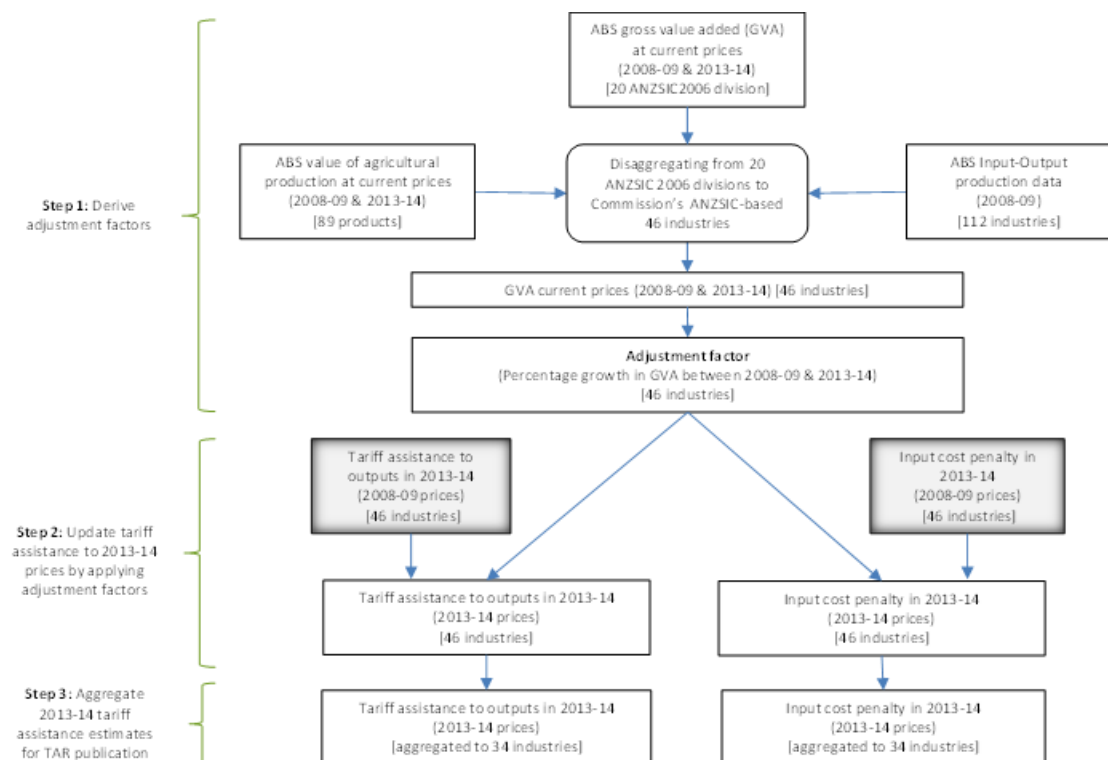 ABS gross value added (GVA)
at current prices
(2008-09 & 2013-14)
[20 ANZSIC2006 division]
ABS value of agricultural
production at current prices
(2008-09 & 2013-14)
[89 products]
Disaggregating from 20
ANZSIC 2006 divisions to
Commission's ANZSIC-based
46 industries
ABS Input-Output
production data
(2008-09)
[112 industries]
Step 1: Derive
adjustment factors
GVA current prices (2008-09 & 2013-14) [46 industries]
Adjustment factor
(Percentage growth in GVA between 2008-09 & 2013-14)
[46 industries]
Tariff assistance to
outputs in 2013-14
(2008-09 prices)
[46 industries]
Input cost penalty in
2013-14
(2008-09 prices)
[46 industries]
Step 2: Update tariff
assistance to 2013-14
prices by applying
adjustment factors
Tariff assistance to outputs in 2013-14
(2013-14 prices)
[46 industries]
Input cost penalty in 2013-14
(2013-14 prices)
[46 industries]
Step 3: Aggregate
2013-14 tariff
assistance estimates
for TAR publication
Tariff assistance to outputs in 2013-14
(2013-14 prices)
[aggregated to 34 industries]
Input cost penalty in 2013-14
(2013-14 prices)
[aggregated to 34 industries]